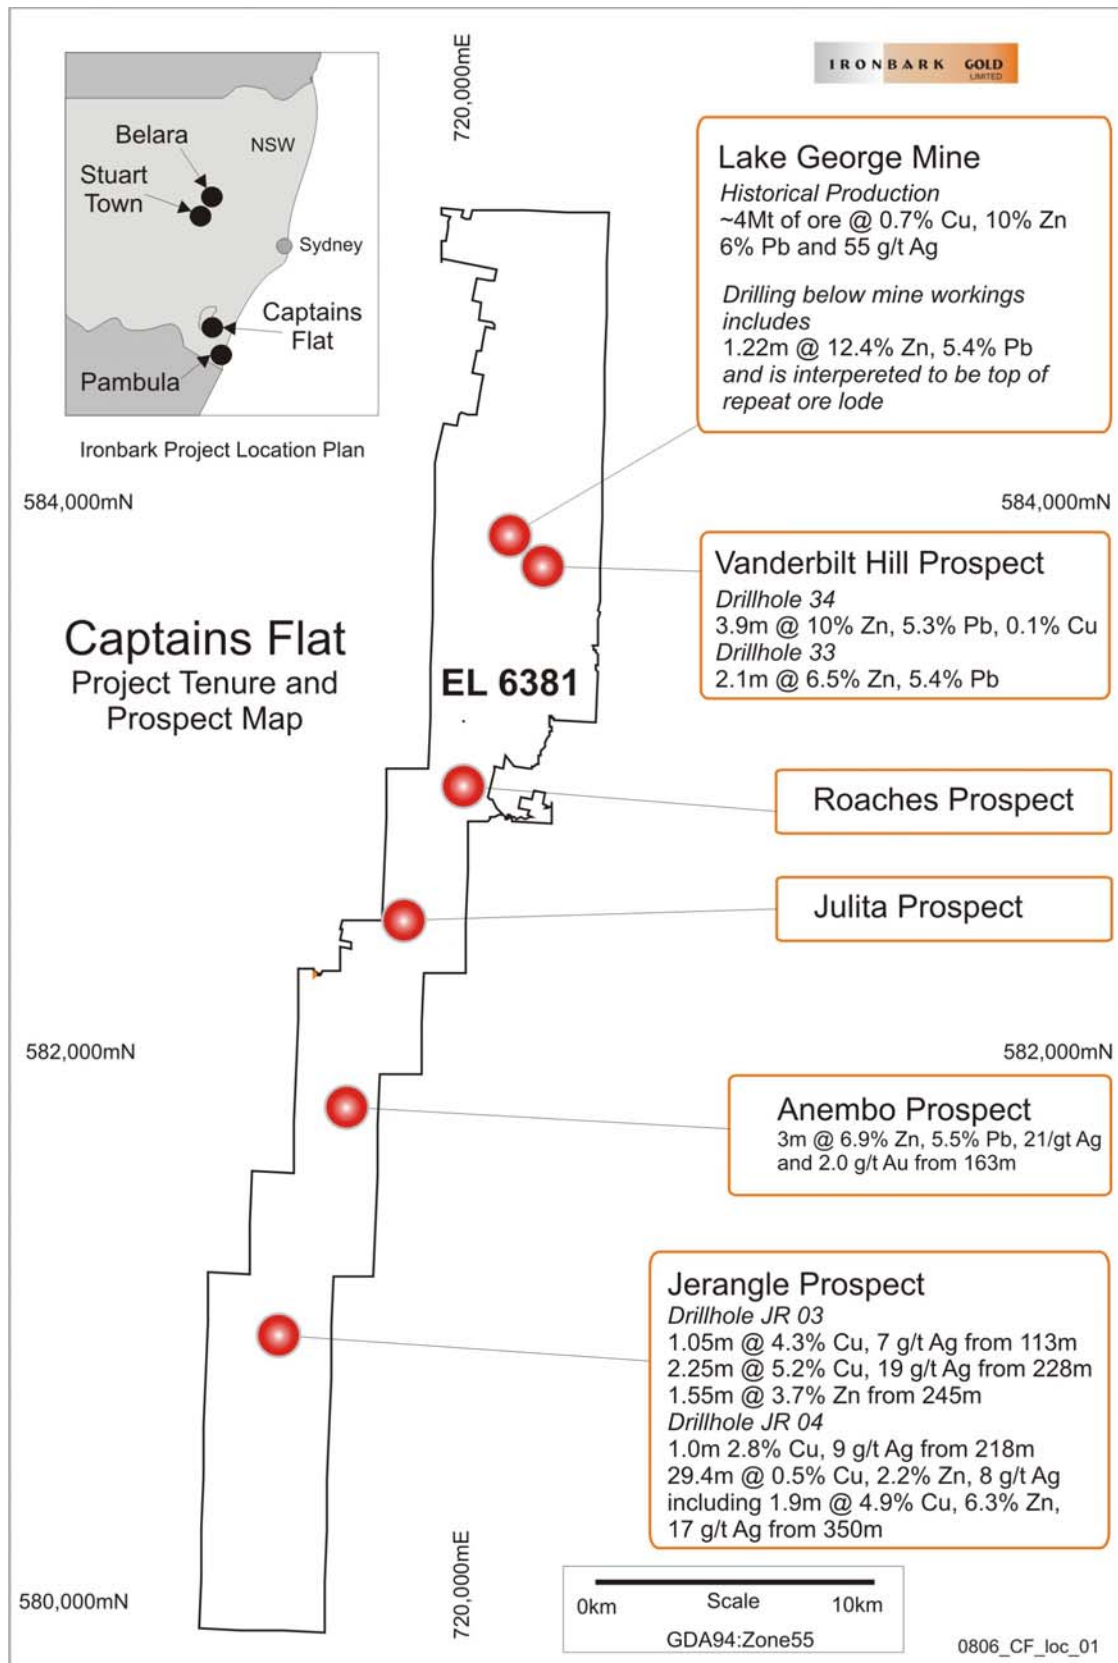 720,000mE
IRONBARK GOLD
LIMITED
Belara
NSW
Stuart
Town
Sydney
Captains
Flat
Pambula
Ironbark Project Location Plan
Lake George Mine
Historical Production
~4Mt of ore @ 0.7% Cu, 10% Zn
6% Pb and 55 g/t Ag
Drilling below mine workings
includes
1.22m @ 12.4% Zn, 5.4% Pb
and is interpereted to be top of
repeat ore lode
584,000mN
584,000mN
Vanderbilt Hill Prospect
Drillhole 34
3.9m @ 10% Zn, 5.3% Pb, 0.1% Cu
Drillhole 33
2.1m @ 6.5% Zn, 5.4% Pb
Captains Flat
Project Tenure and
Prospect Map
EL 6381
Roaches Prospect
Julita Prospect
582,000mN
582,000mN
Anembo Prospect
3m @ 6.9% Zn, 5.5% Pb, 21/gt Ag
and 2.0 g/t Au from 163m
Jerangle Prospect
Drillhole JR 03
1.05m @ 4.3% Cu, 7 g/t Ag from 113m
2.25m @ 5.2% Cu, 19 g/t Ag from 228m
1.55m @ 3.7% Zn from 245m
Drillhole JR 04
1.0m 2.8% Cu, 9 g/t Ag from 218m
29.4m @ 0.5% Cu, 2.2% Zn, 8 g/t Ag
including 1.9m @ 4.9% Cu, 6.3% Zn,
17 g/t Ag from 350m
580,000mN
720,000mE
0km Scale 10km
GDA94:Zone55
0806_CF_loc_01